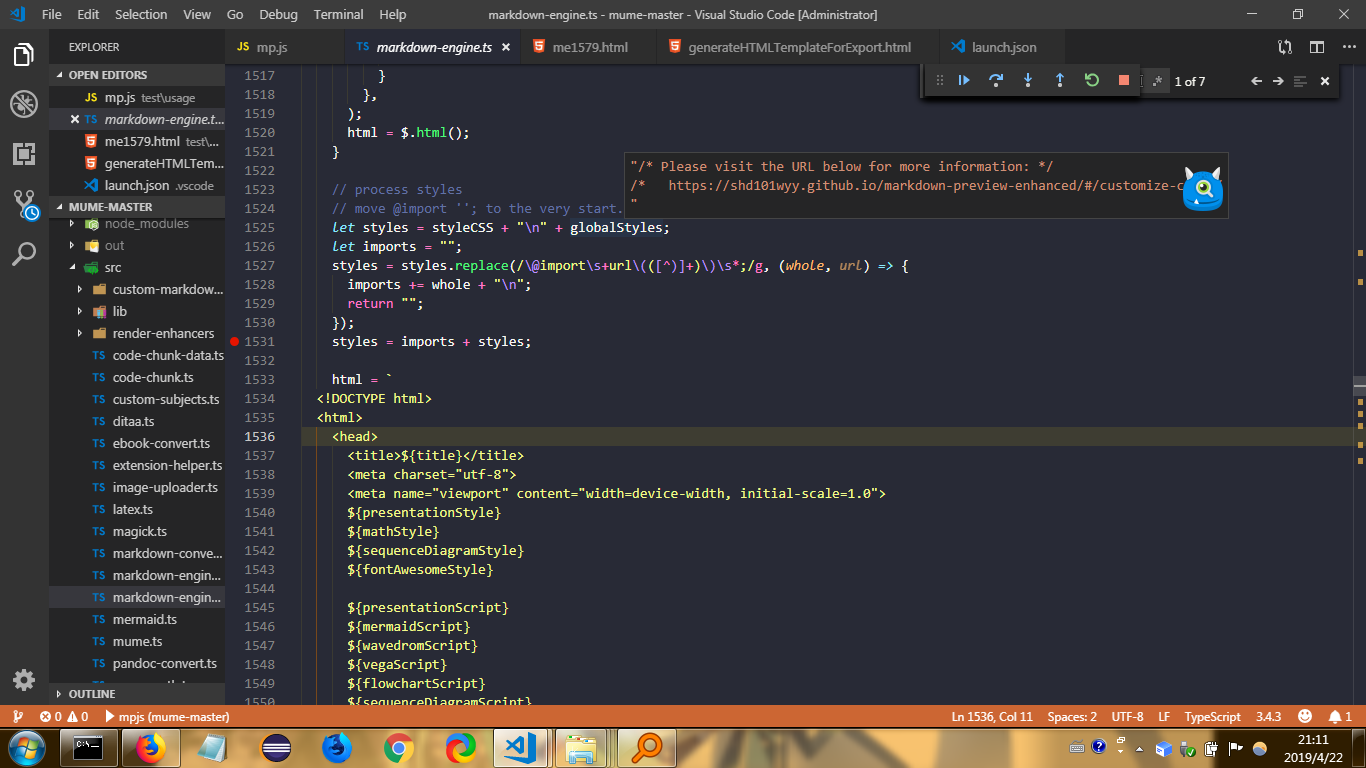 File Edit Selection View Go Debug Terminal Help markdown-engine.ts - mume-master - Visual Studio Code [Administrator]
EXPLORER
OPEN EDITORS
JS mp.js test\usage
TS markdown-engine.t...
me1579.html test\...
generateHTMLTem...
launch.json .vscode
MUME-MASTER
node_modules
out
src
custom-markdow...
lib
render-enhancers
TS code-chunk-data.ts
TS code-chunk.ts
TS custom-subjects.ts
TS ditaa.ts
TS ebook-convert.ts
TS extension-helper.ts
TS image-uploader.ts
TS latex.ts
TS magick.ts
TS markdown-conve...
TS markdown-engin...
TS markdown-engin...
TS mermaid.ts
TS mume.ts
TS pandoc-convert.ts
OUTLINE
JS mp.js TS markdown-engine.ts me1579.html generateHTMLTemplateForExport.html launch.json
.* 1 of 7
1517 }
1518 },
1519 );
1520 html = $.html();
1521 }
1522
1523 // process styles
1524 // move @import ''; to the very start.
1525 let styles = styleCSS + "\n" + globalStyles;
1526 let imports = "";
1527 styles = styles.replace(/\@import\s+url\(([^)]+)\)\s*;/g, (whole, url) => {
1528 imports += whole + "\n";
1529 return "";
1530 });
1531 styles = imports + styles;
1532
1533 html = `
1534 <!DOCTYPE html>
1535 <html>
1536 <head>
1537 <title>${title}</title>
1538 <meta charset="utf-8">
1539 <meta name="viewport" content="width=device-width, initial-scale=1.0">
1540 ${presentationStyle}
1541 ${mathStyle}
1542 ${sequenceDiagramStyle}
1543 ${fontAwesomeStyle}
1544
1545 ${presentationScript}
1546 ${mermaidScript}
1547 ${wavedromScript}
1548 ${vegaScript}
1549 ${flowchartScript}
1550 ${sequenceDiagramScript}
"/* Please visit the URL below for more information: */
/* https://shd101wyy.github.io/markdown-preview-enhanced/#/customize-c
"
0 0 mpjs (mume-master) Ln 1536, Col 11 Spaces: 2 UTF-8 LF TypeScript 3.4.3 1
C:\
21:11
2019/4/22